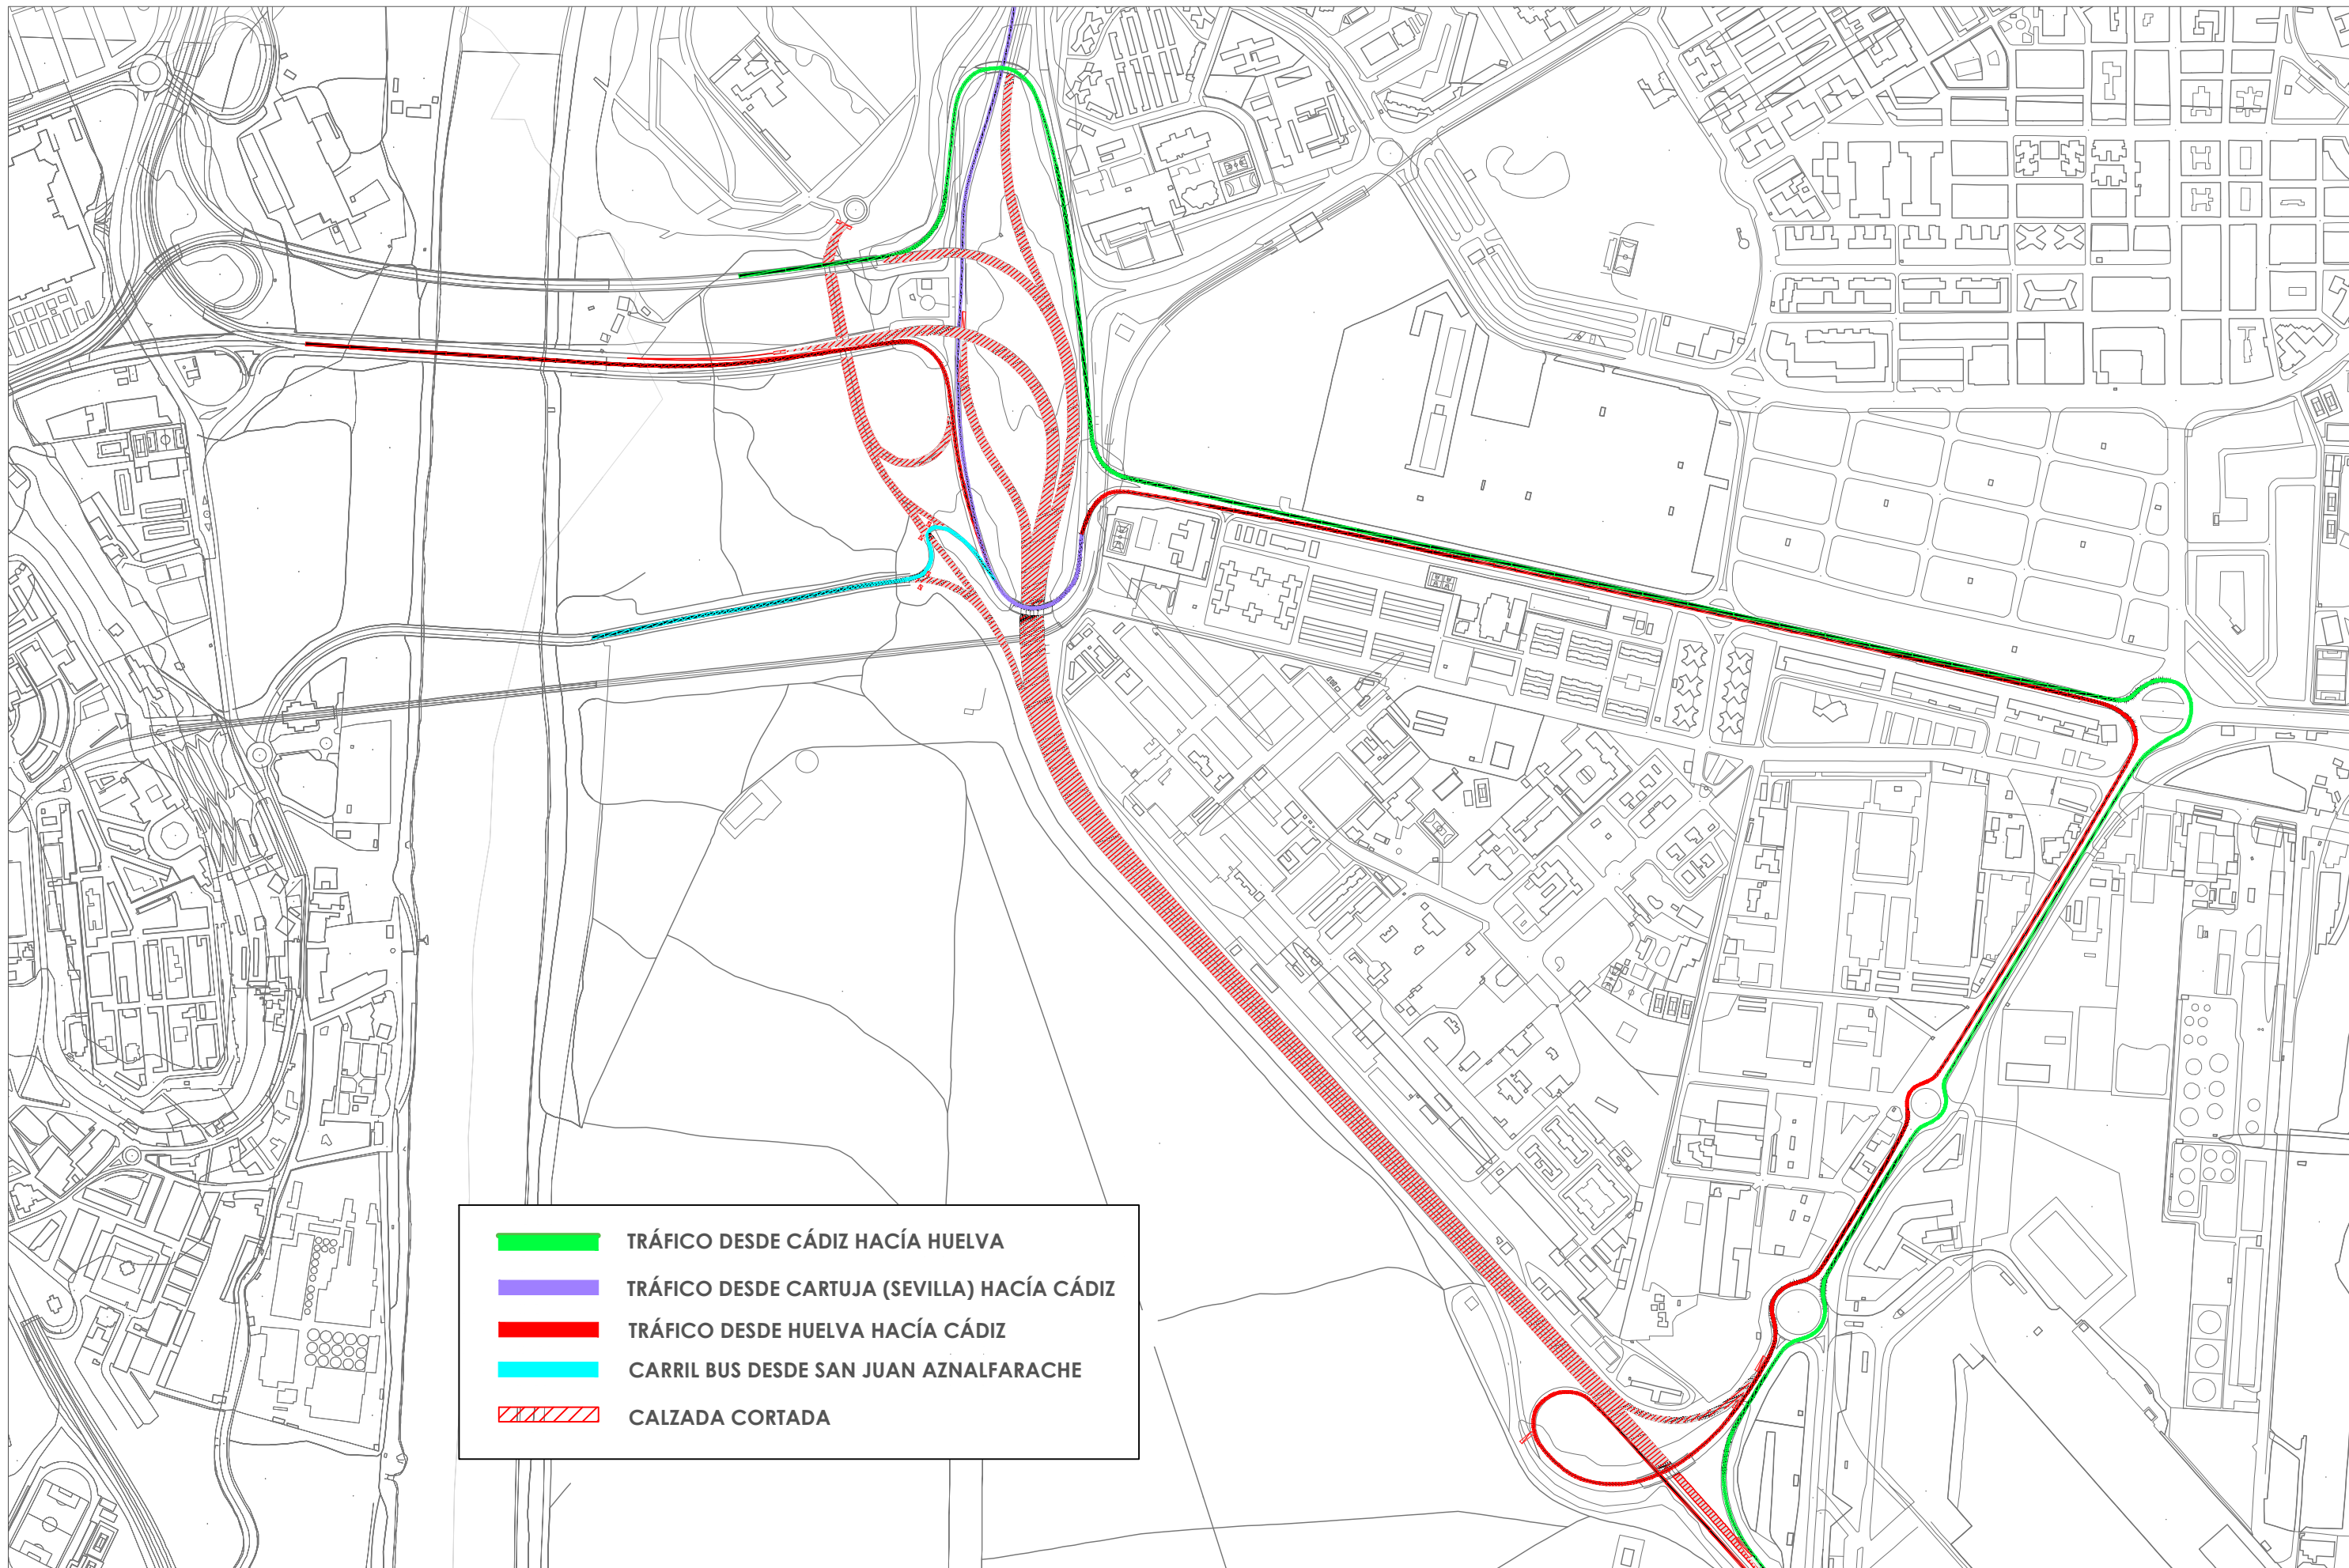 TRÁFICO DESDE CÁDIZ HACÍA HUELVA
TRÁFICO DESDE CARTUJA (SEVILLA) HACÍA CÁDIZ
TRÁFICO DESDE HUELVA HACÍA CÁDIZ
CARRIL BUS DESDE SAN JUAN AZNALFARACHE
CALZADA CORTADA